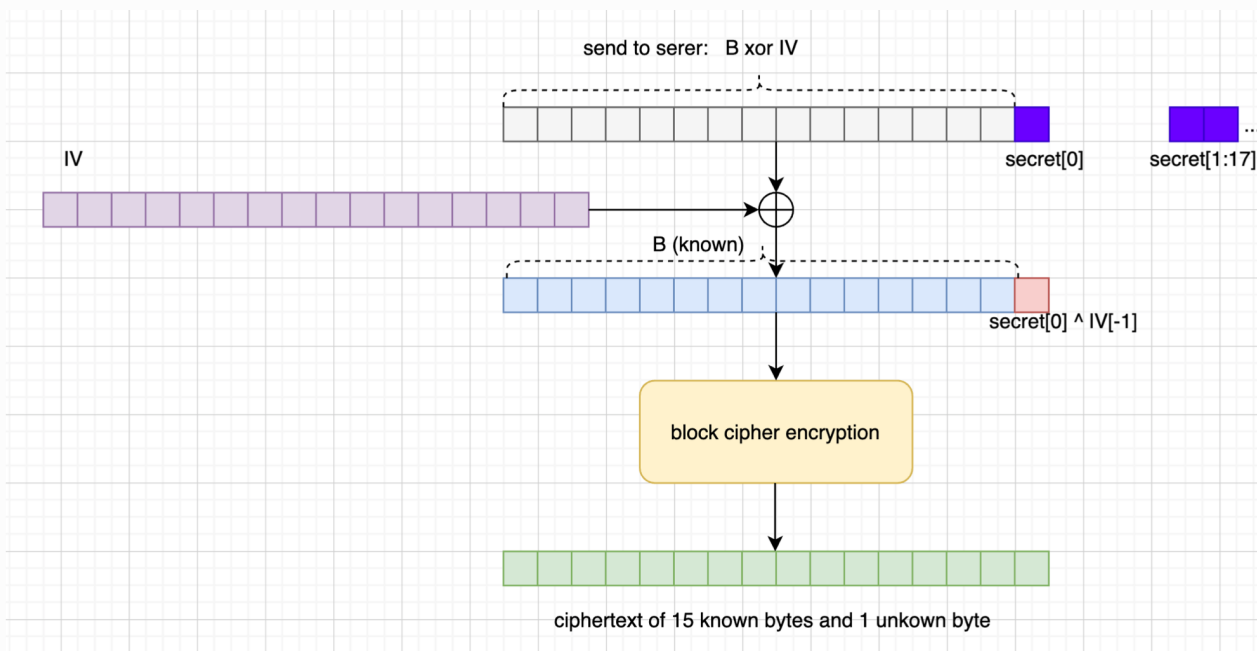 send to serer: B xor IV
secret[0]
secret[1:17]
...
IV
B (known)
secret[0] ^ IV[-1]
block cipher encryption
ciphertext of 15 known bytes and 1 unkown byte